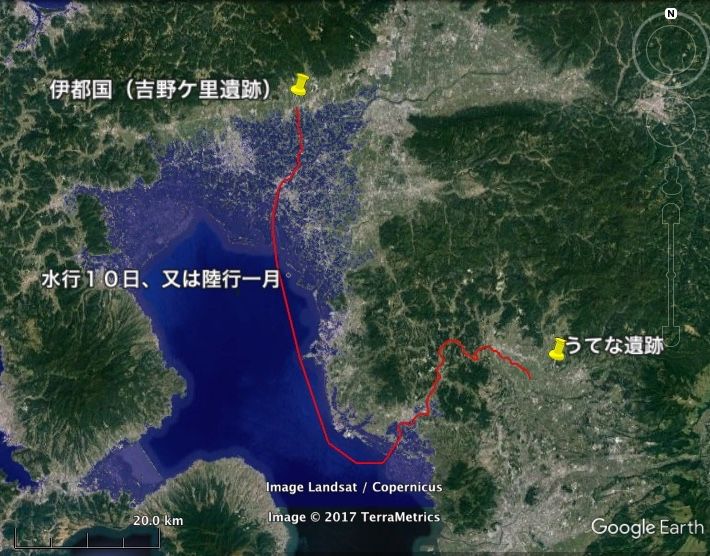 N
伊都国（吉野ケ里遺跡）
水行１０日、又は陸行一月
うてな遺跡
Image Landsat / Copernicus
20.0 km
Image © 2017 TerraMetrics
Google Earth